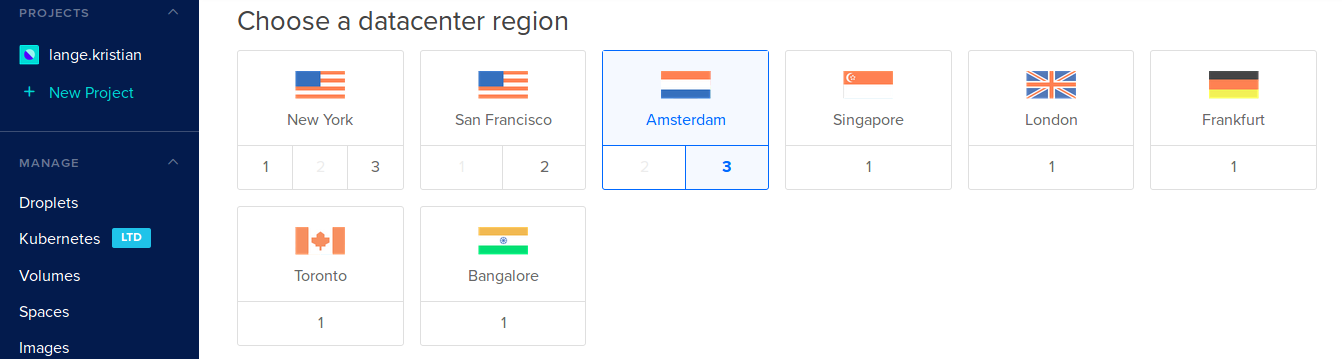 PROJECTS
lange.kristian
+ New Project
MANAGE
Droplets
Kubernetes LTD
Volumes
Spaces
Images
Choose a datacenter region
New York
1 2 3
San Francisco
1 2
Amsterdam
2 3
Singapore
1
London
1
Frankfurt
1
Toronto
1
Bangalore
1